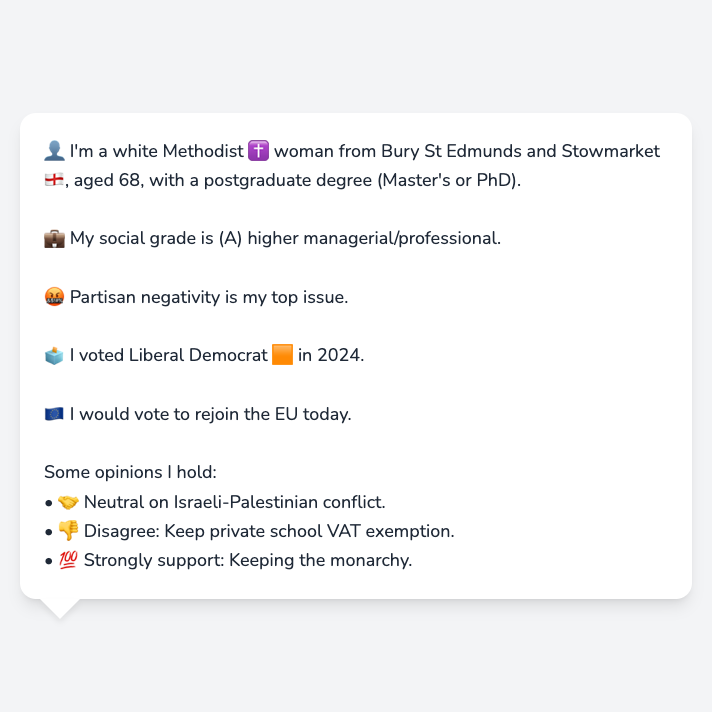 👤 I'm a white Methodist ✝️ woman from Bury St Edmunds and Stowmarket
🏴󠁧󠁢󠁥󠁮󠁧󠁿, aged 68, with a postgraduate degree (Master's or PhD).
💼 My social grade is (A) higher managerial/professional.
🤬 Partisan negativity is my top issue.
🗳️ I voted Liberal Democrat 🟧 in 2024.
🇪🇺 I would vote to rejoin the EU today.
Some opinions I hold:
• 🤝 Neutral on Israeli-Palestinian conflict.
• 👎 Disagree: Keep private school VAT exemption.
• 💯 Strongly support: Keeping the monarchy.